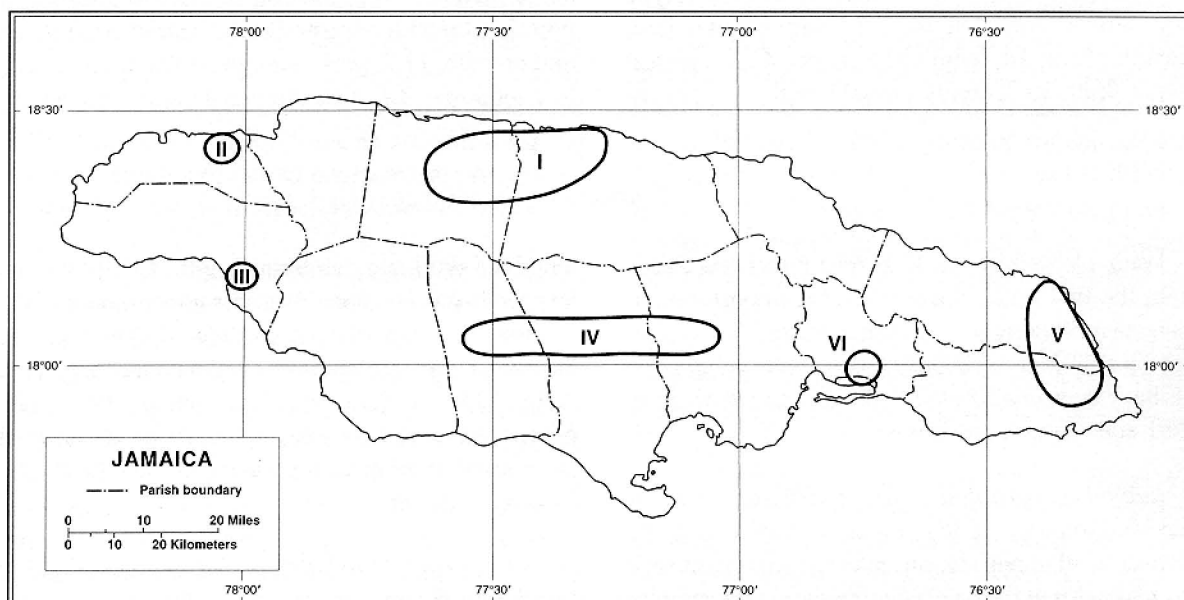 78°00' 77°30' 77°00' 76°30'
18°30' 18°30'
II I
III
IV VI V
18°00' 18°00'
JAMAICA
Parish boundary
0 10 20 Miles
0 10 20 Kilometers
78°00' 77°30' 77°00' 76°30'